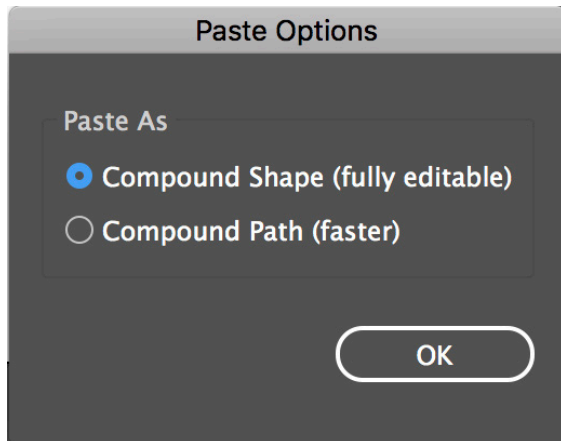 Paste Options
Paste As
Compound Shape (fully editable)
Compound Path (faster)
OK